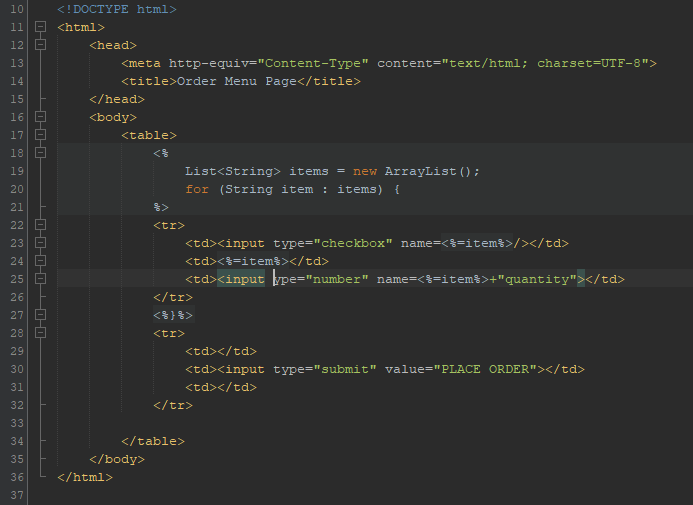 10 <!DOCTYPE html>
11 <html>
12     <head>
13         <meta http-equiv="Content-Type" content="text/html; charset=UTF-8">
14         <title>Order Menu Page</title>
15     </head>
16     <body>
17         <table>
18             <%
19                 List<String> items = new ArrayList();
20                 for (String item : items) {
21             %>
22             <tr>
23                 <td><input type="checkbox" name=<%=item%>/></td>
24                 <td><%=item%></td>
25                 <td><input type="number" name=<%=item%>+"quantity"></td>
26             </tr>
27             <%}%>
28             <tr>
29                 <td></td>
30                 <td><input type="submit" value="PLACE ORDER"></td>
31                 <td></td>
32             </tr>
33
34         </table>
35     </body>
36 </html>
37